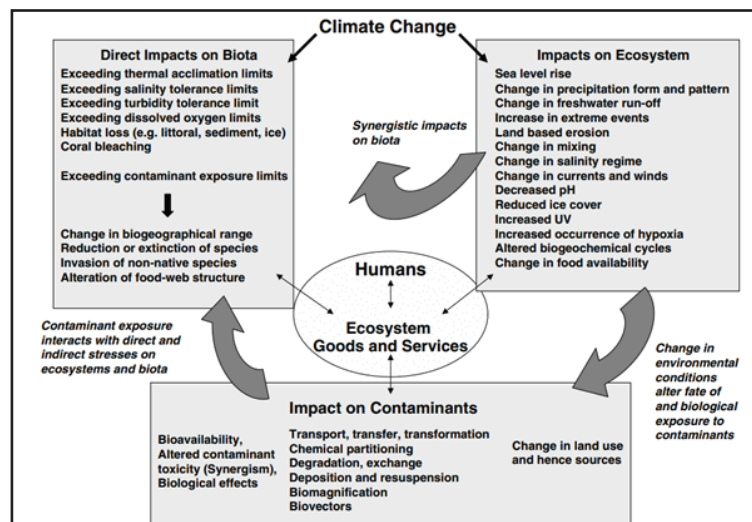 Climate Change
Direct Impacts on Biota
Exceeding thermal acclimation limits
Exceeding salinity tolerance limits
Exceeding turbidity tolerance limit
Exceeding dissolved oxygen limits
Habitat loss (e.g. littoral, sediment, ice)
Coral bleaching
Exceeding contaminant exposure limits
Change in biogeographical range
Reduction or extinction of species
Invasion of non-native species
Alteration of food-web structure
Synergistic impacts
on biota
Impacts on Ecosystem
Sea level rise
Change in precipitation form and pattern
Change in freshwater run-off
Increase in extreme events
Land based erosion
Change in mixing
Change in salinity regime
Change in currents and winds
Decreased pH
Reduced ice cover
Increased UV
Increased occurrence of hypoxia
Altered biogeochemical cycles
Change in food availability
Humans
Ecosystem
Goods and Services
Contaminant exposure
interacts with direct and
indirect stresses on
ecosystems and biota
Change in
environmental
conditions
alter fate of
and biological
exposure to
contaminants
Impact on Contaminants
Bioavailability,
Altered contaminant
toxicity (Synergism),
Biological effects
Transport, transfer, transformation
Chemical partitioning
Degradation, exchange
Deposition and resuspension
Biomagnification
Biovectors
Change in land use
and hence sources